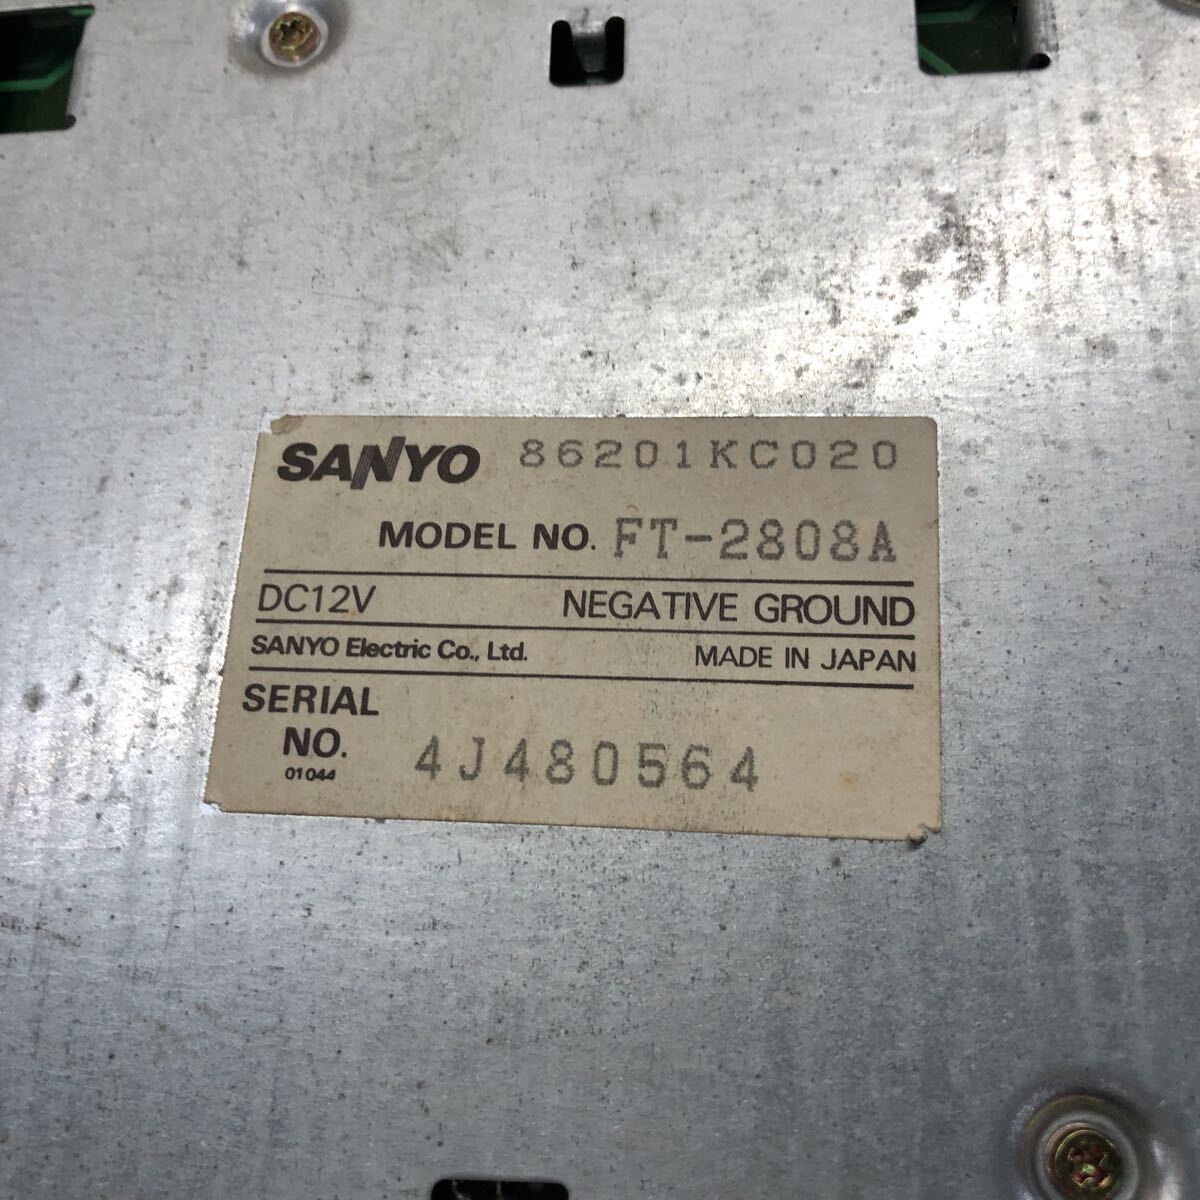 SANYO 86201KC020
MODEL NO. FT-2808A
DC12V NEGATIVE GROUND
SANYO Electric Co., Ltd. MADE IN JAPAN
SERIAL
NO. 4J480564
01044